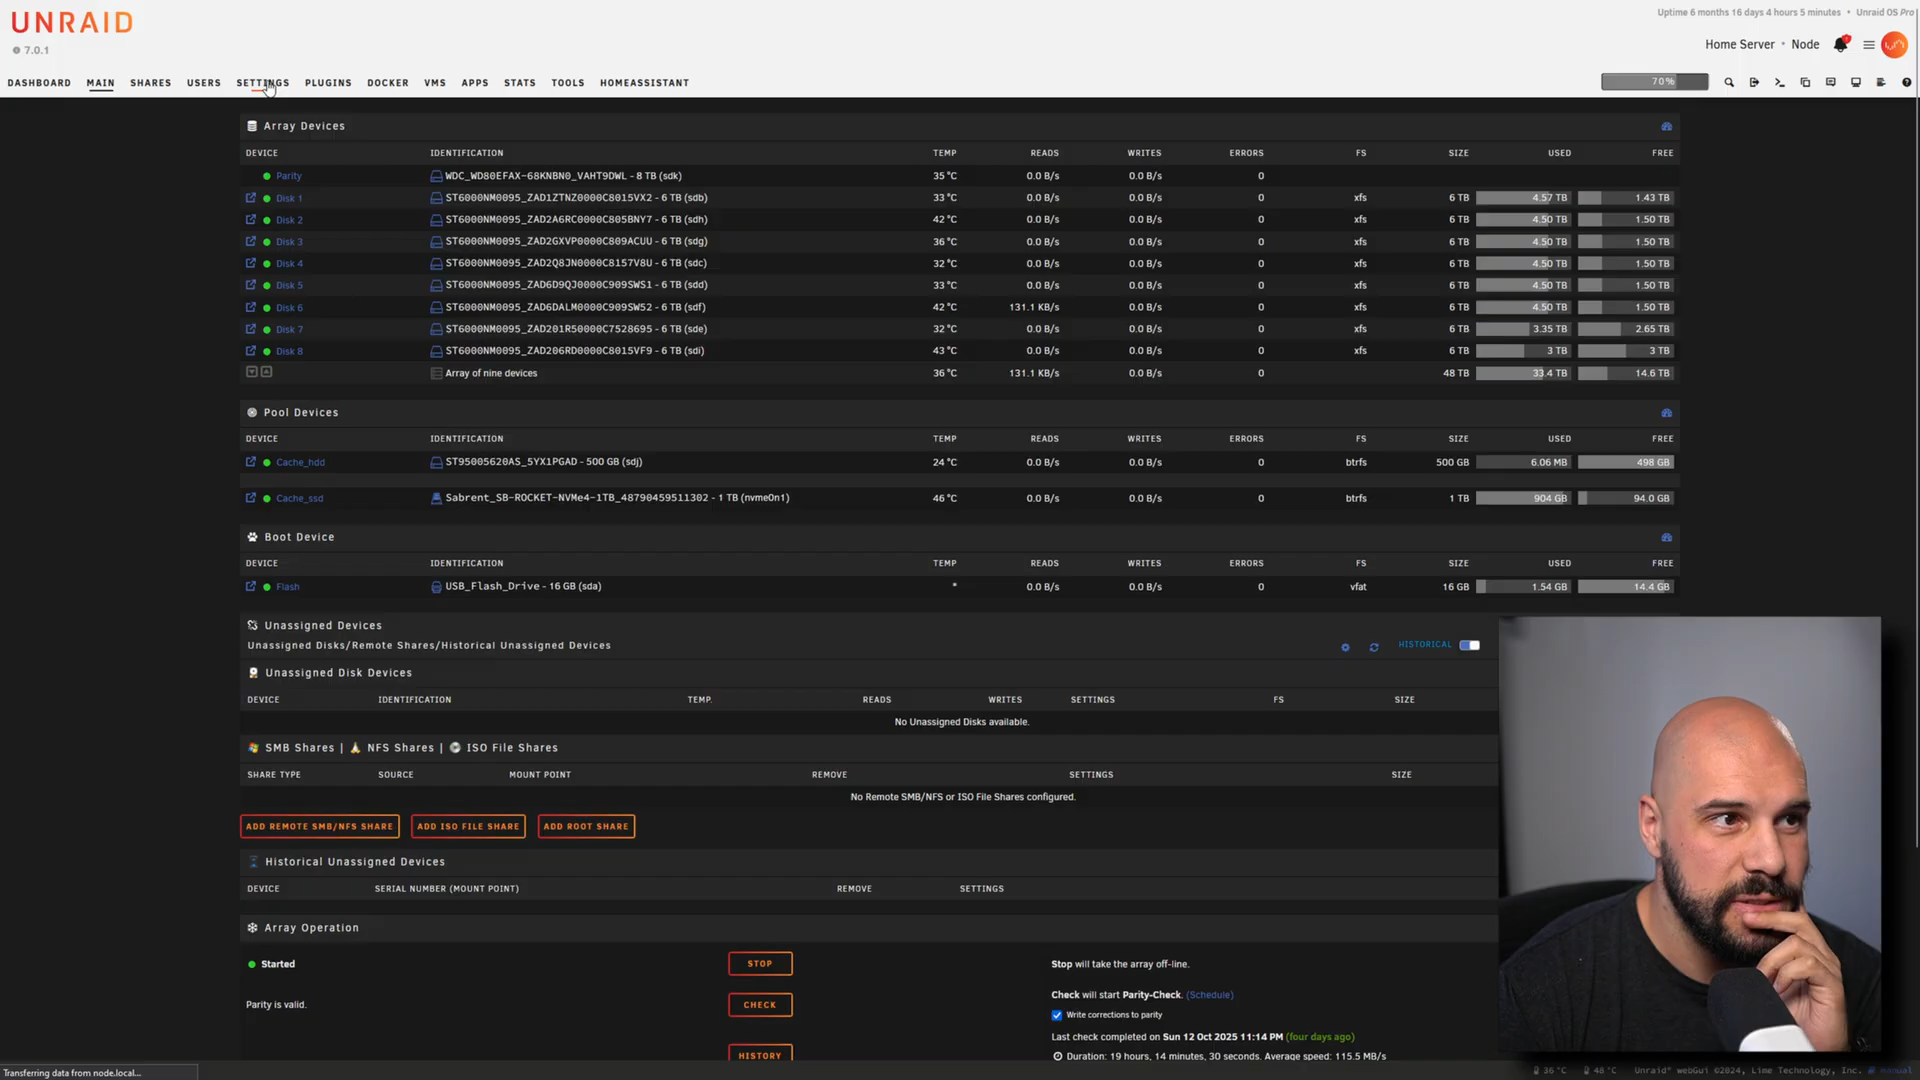 UNRAID
7.0.1
Uptime 6 months 16 days 4 hours 5 minutes • Unraid OS Pro
Home Server • Node
DASHBOARD MAIN SHARES USERS SETTINGS PLUGINS DOCKER VMS APPS STATS TOOLS HOMEASSISTANT
70%
Array Devices
DEVICE IDENTIFICATION TEMP READS WRITES ERRORS FS SIZE USED FREE
Parity WDC_WD80EFAX-68KNBN0_VAHT9DWL - 8 TB (sdk) 35 °C 0.0 B/s 0.0 B/s 0
Disk 1 ST6000NM0095_ZAD1ZTNZ0000C8015VX2 - 6 TB (sdb) 33 °C 0.0 B/s 0.0 B/s 0 xfs 6 TB 4.57 TB 1.43 TB
Disk 2 ST6000NM0095_ZAD2A6RC0000C805BNY7 - 6 TB (sdh) 42 °C 0.0 B/s 0.0 B/s 0 xfs 6 TB 4.50 TB 1.50 TB
Disk 3 ST6000NM0095_ZAD2GXVP0000C809ACUU - 6 TB (sdg) 36 °C 0.0 B/s 0.0 B/s 0 xfs 6 TB 4.50 TB 1.50 TB
Disk 4 ST6000NM0095_ZAD2Q8JN0000C8157V8U - 6 TB (sdc) 32 °C 0.0 B/s 0.0 B/s 0 xfs 6 TB 4.50 TB 1.50 TB
Disk 5 ST6000NM0095_ZAD6D9QJ0000C909SWS1 - 6 TB (sdd) 33 °C 0.0 B/s 0.0 B/s 0 xfs 6 TB 4.50 TB 1.50 TB
Disk 6 ST6000NM0095_ZAD6DALM0000C909SW52 - 6 TB (sdf) 42 °C 131.1 KB/s 0.0 B/s 0 xfs 6 TB 4.50 TB 1.50 TB
Disk 7 ST6000NM0095_ZAD201R50000C7528695 - 6 TB (sde) 32 °C 0.0 B/s 0.0 B/s 0 xfs 6 TB 3.35 TB 2.65 TB
Disk 8 ST6000NM0095_ZAD206RD0000C8015VF9 - 6 TB (sdi) 43 °C 0.0 B/s 0.0 B/s 0 xfs 6 TB 3 TB 3 TB
Array of nine devices 36 °C 131.1 KB/s 0.0 B/s 0 48 TB 33.4 TB 14.6 TB
Pool Devices
DEVICE IDENTIFICATION TEMP READS WRITES ERRORS FS SIZE USED FREE
Cache_hdd ST95005620AS_5YX1PGAD - 500 GB (sdj) 24 °C 0.0 B/s 0.0 B/s 0 btrfs 500 GB 6.06 MB 498 GB
Cache_ssd Sabrent_SB-ROCKET-NVMe4-1TB_48790459511302 - 1 TB (nvme0n1) 46 °C 0.0 B/s 0.0 B/s 0 btrfs 1 TB 904 GB 94.0 GB
Boot Device
DEVICE IDENTIFICATION TEMP READS WRITES ERRORS FS SIZE USED FREE
Flash USB_Flash_Drive - 16 GB (sda) * 0.0 B/s 0.0 B/s 0 vfat 16 GB 1.54 GB 14.4 GB
Unassigned Devices
Unassigned Disks/Remote Shares/Historical Unassigned Devices HISTORICAL
Unassigned Disk Devices
DEVICE IDENTIFICATION TEMP. READS WRITES SETTINGS FS SIZE
No Unassigned Disks available.
SMB Shares | NFS Shares | ISO File Shares
SHARE TYPE SOURCE MOUNT POINT REMOVE SETTINGS SIZE
No Remote SMB/NFS or ISO File Shares configured.
ADD REMOTE SMB/NFS SHARE ADD ISO FILE SHARE ADD ROOT SHARE
Historical Unassigned Devices
DEVICE SERIAL NUMBER (MOUNT POINT) REMOVE SETTINGS
Array Operation
Started STOP Stop will take the array off-line.
Parity is valid. CHECK Check will start Parity-Check. (Schedule)
Write corrections to parity
Last check completed on Sun 12 Oct 2025 11:14 PM (four days ago)
HISTORY Duration: 19 hours, 14 minutes, 30 seconds. Average speed: 115.5 MB/s
Transferring data from node.local...
36 °C 48 °C Unraid® webGui ©2024, Lime Technology, Inc. manual